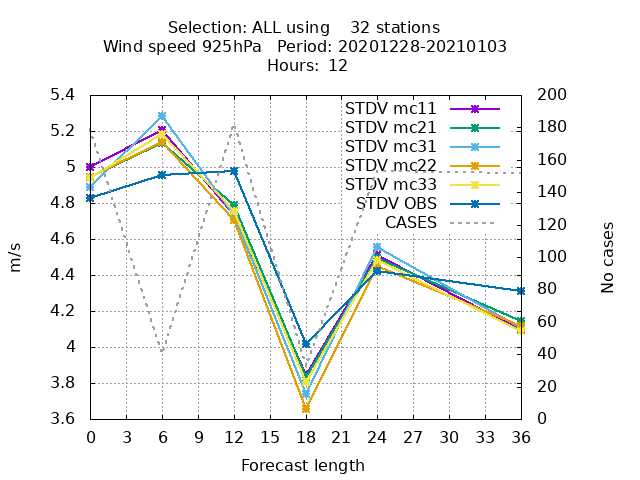 Selection: ALL using    32 stations
Wind speed 925hPa   Period: 20201228-20210103
Hours: 12
5.4
5.2
5
4.8
4.6
4.4
4.2
4
3.8
3.6
m/s
200
180
160
140
120
100
80
60
40
20
0
No cases
STDV mc11
STDV mc21
STDV mc31
STDV mc22
STDV mc33
STDV OBS
CASES
0 3 6 9 12 15 18 21 24 27 30 33 36
Forecast length